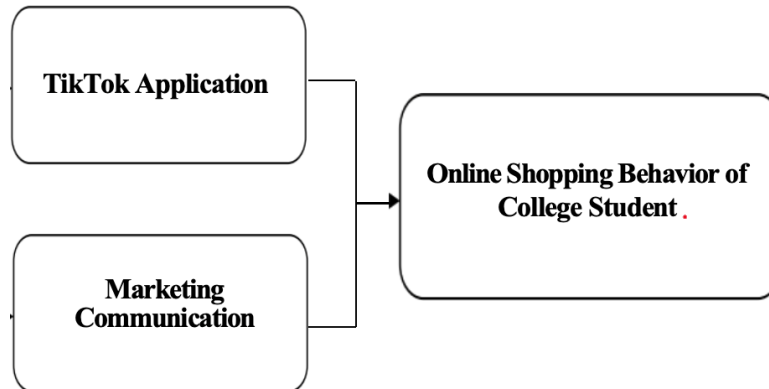 TikTok Application
Online Shopping Behavior of
College Student .
Marketing
Communication